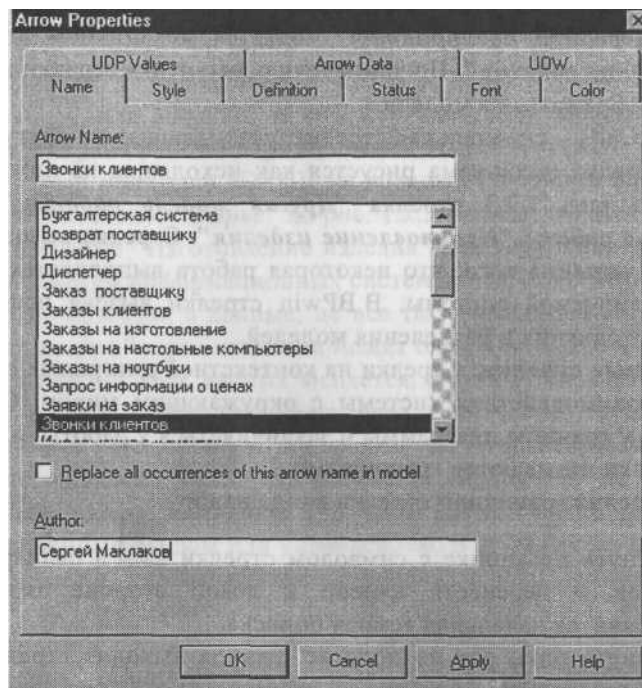 Arrow Properties
UDP Values Arrow Data UOW
Name Style Definition Status Font Color
Arrow Name:
Звонки клиентов
Бухгалтерская система
Возврат поставщику
Дизайнер
Диспетчер
Заказ поставщику
Заказы клиентов
Заказы на изготовление
Заказы на настольные компьютеры
Заказы на ноутбуки
Запрос информации о ценах
Заявки на заказ
Звонки клиентов
Replace all occurrences of this arrow name in model
Author:
Сергей Маклаков
OK Cancel Apply Help